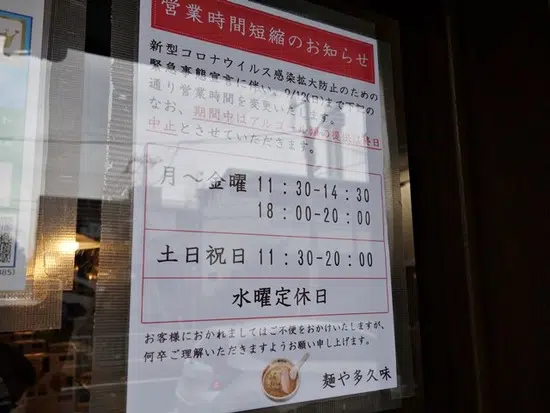 営業時間短縮のお知らせ
新型コロナウイルス感染拡大防止のための
緊急事態宣言に伴い、9/12(日)まで下記の
通り営業時間を変更いたします。
なお、期間中はアルコール類の提供は終日
中止とさせていただきます。
月～金曜 11：30-14：30
18：00-20：00
土日祝日 11：30-20：00
水曜定休日
お客様におかれましてはご不便をおかけいたしますが、
何卒ご理解いただきますようお願い申し上げます。
麺や多久味